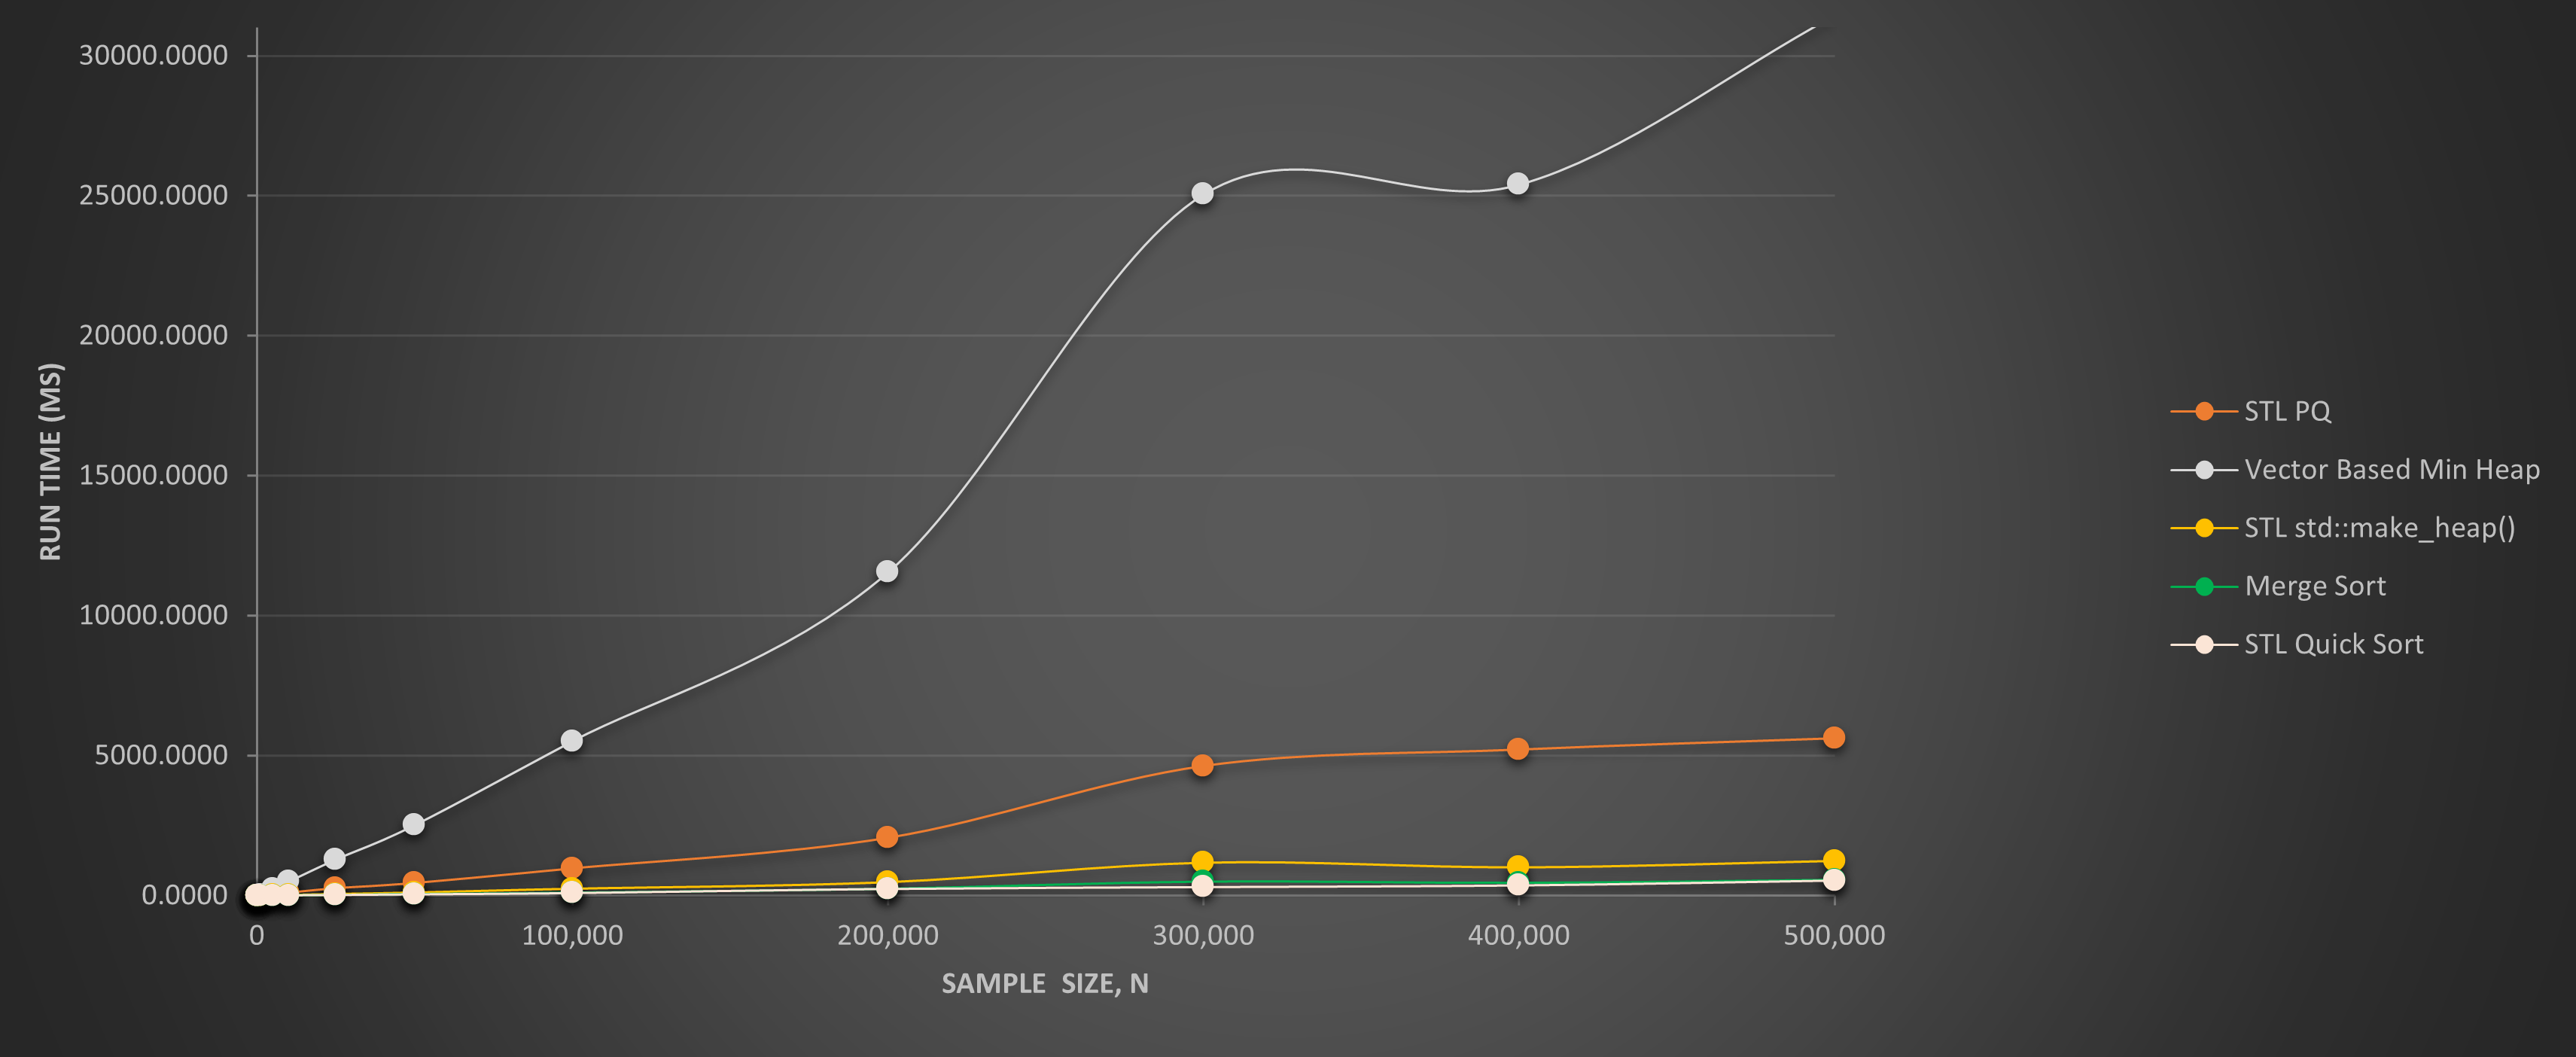 30000.0000
25000.0000
20000.0000
15000.0000
10000.0000
5000.0000
0.0000
RUN TIME (MS)
0 100,000 200,000 300,000 400,000 500,000
SAMPLE SIZE, N
STL PQ
Vector Based Min Heap
STL std::make_heap()
Merge Sort
STL Quick Sort